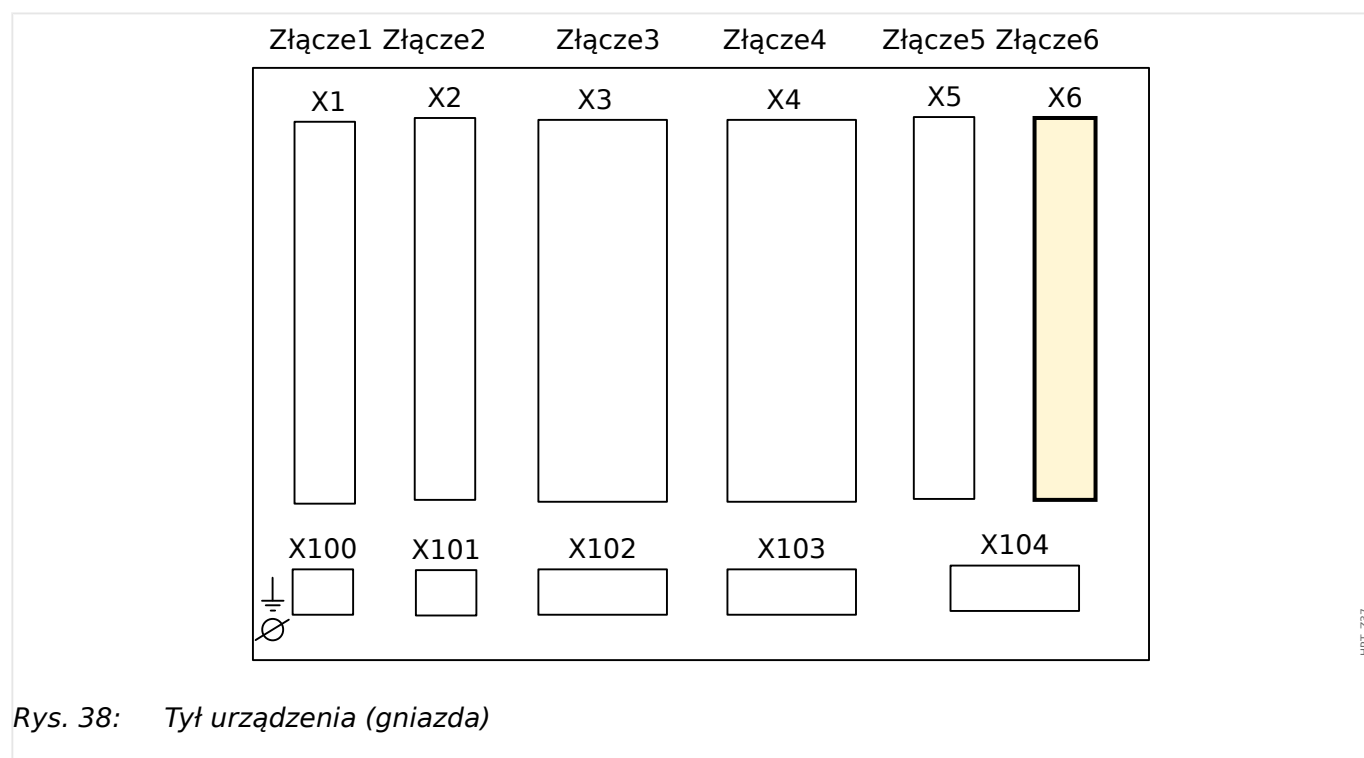 Złącze1 Złącze2 Złącze3 Złącze4 Złącze5 Złącze6
X1 X2 X3 X4 X5 X6
X100 X101 X102 X103 X104
Rys. 38: Tył urządzenia (gniazda)